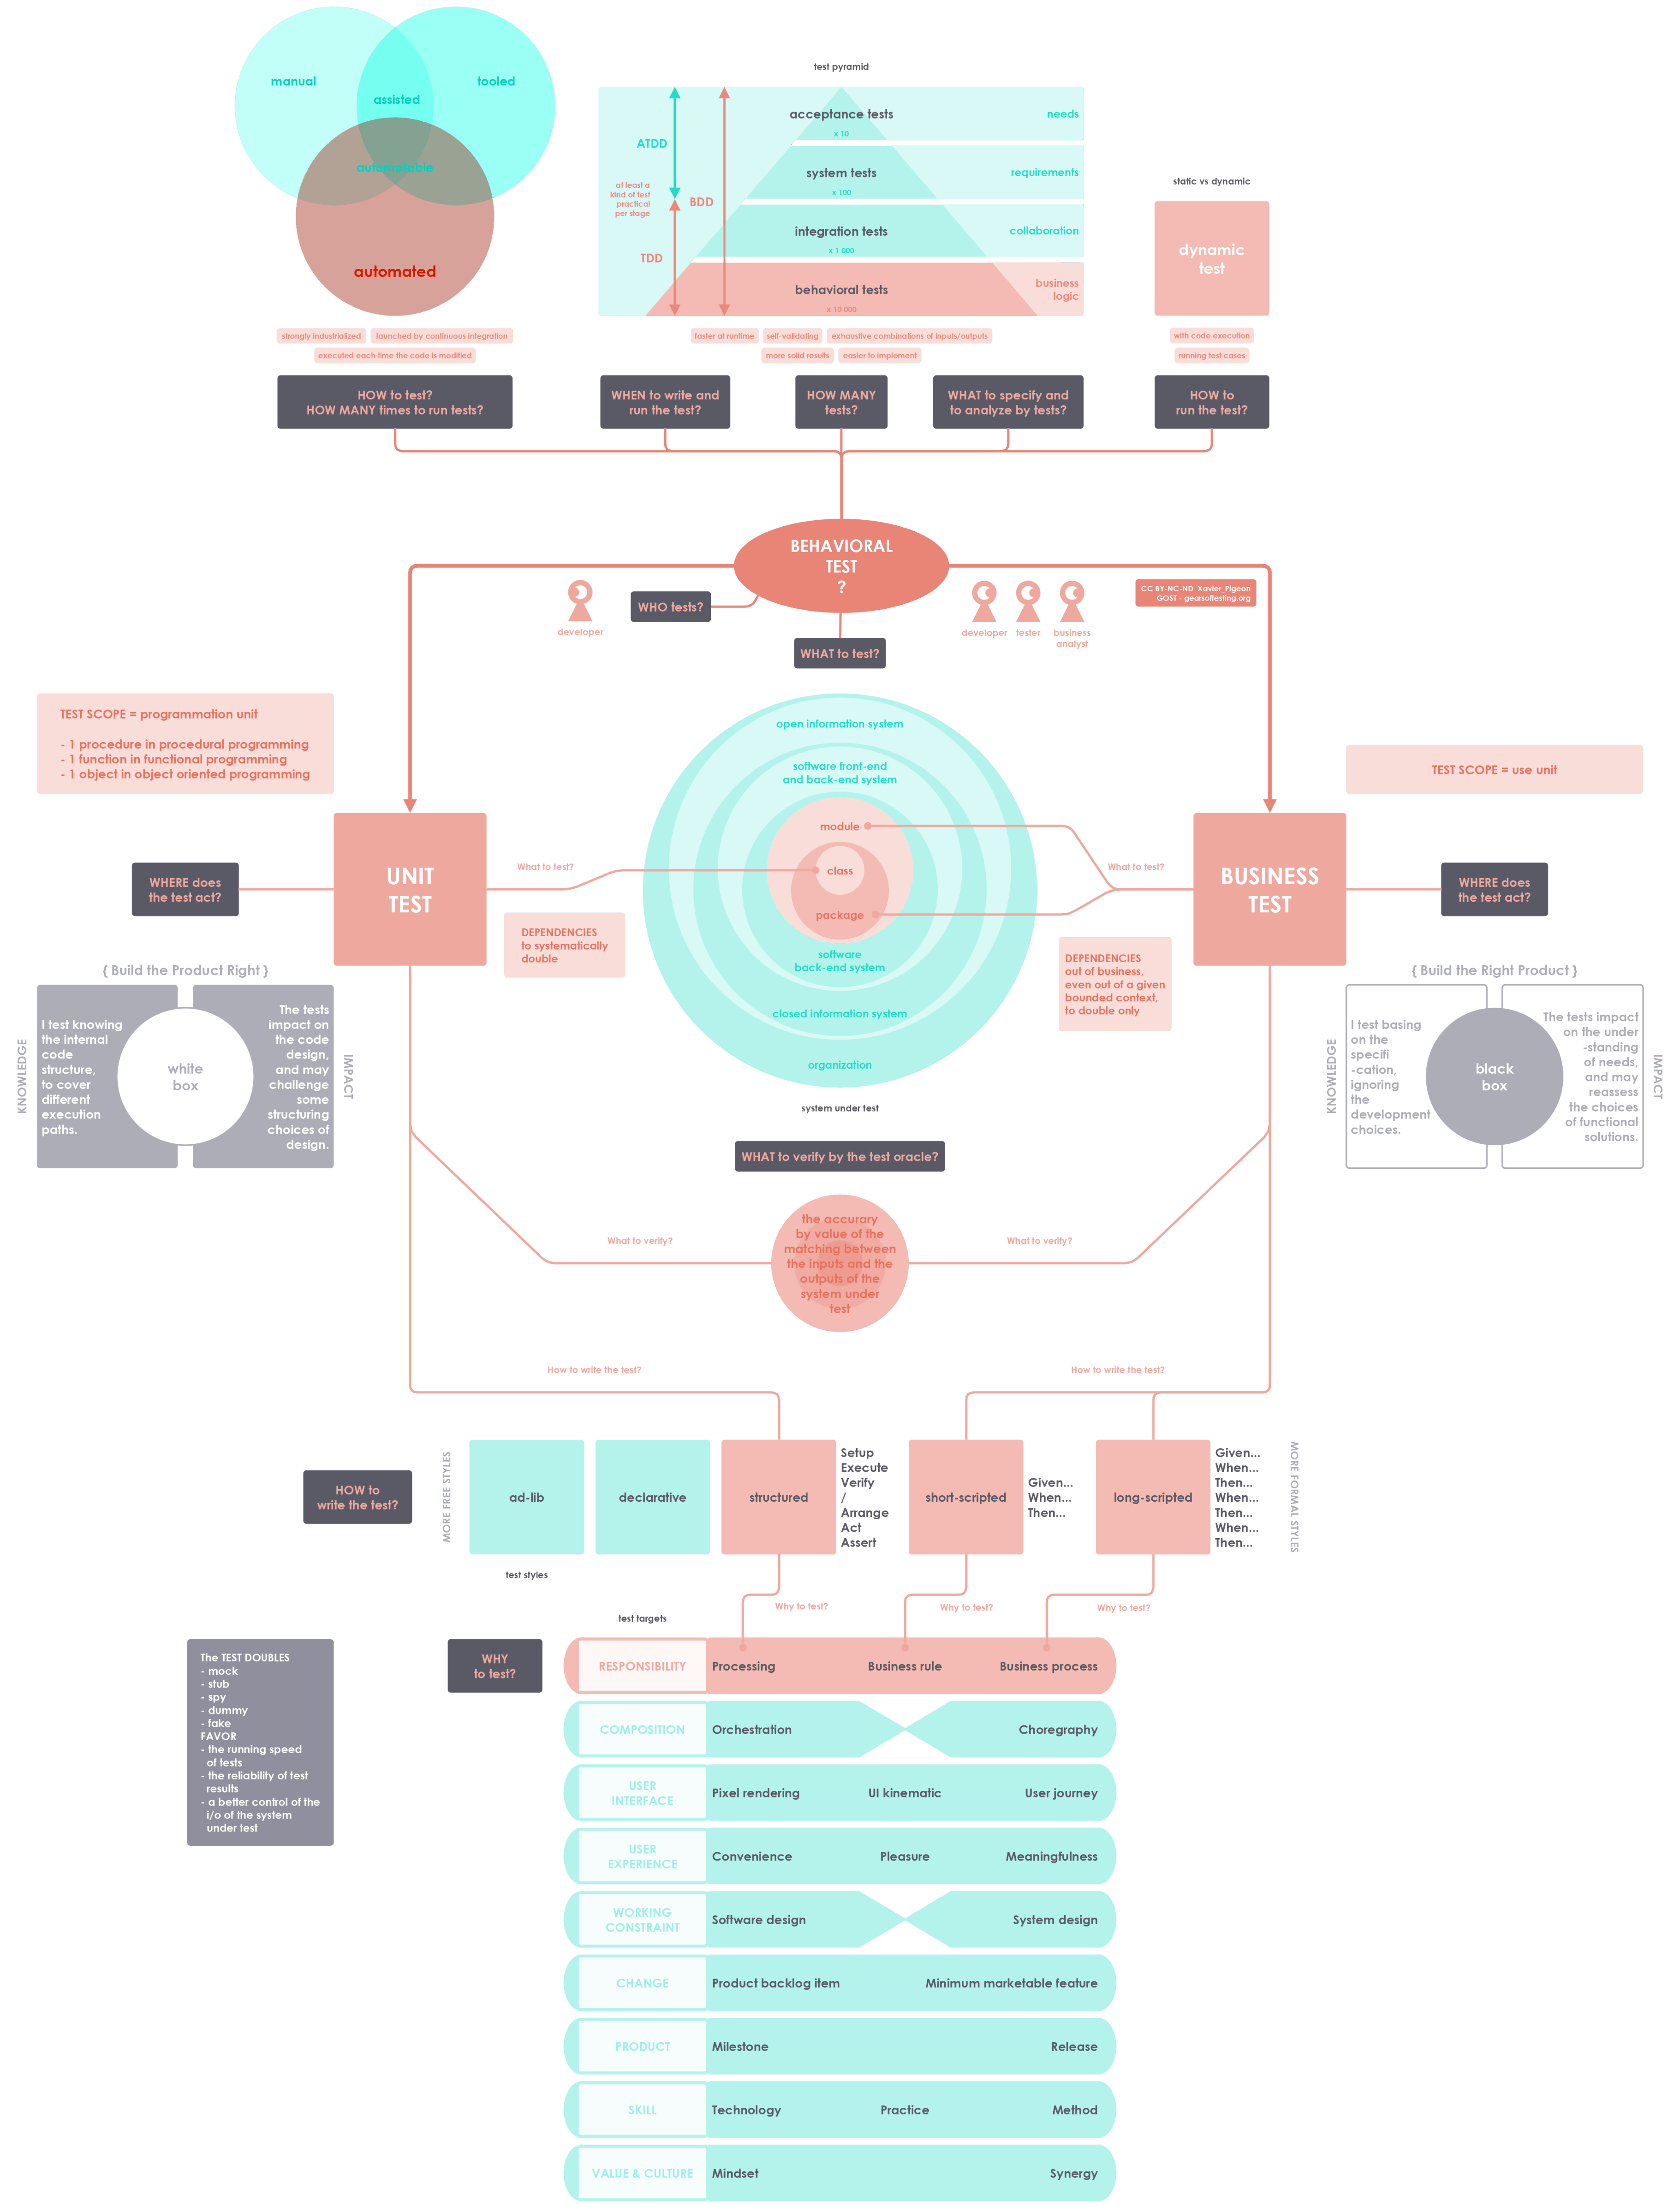 manual
tooled
assisted
automatable
automated
strongly industrialized
launched by continuous integration
executed each time the code is modified
HOW to test?
HOW MANY times to run tests?
test pyramid
acceptance tests
x 10
needs
ATDD
system tests
x 100
requirements
at least a
kind of test
practical
per stage
BDD
integration tests
x 1 000
collaboration
TDD
behavioral tests
x 10 000
business
logic
faster at runtime
self-validating
exhaustive combinations of inputs/outputs
more solid results
easier to implement
WHEN to write and
run the test?
HOW MANY
tests?
WHAT to specify and
to analyze by tests?
static vs dynamic
dynamic
test
with code execution
running test cases
HOW to
run the test?
BEHAVIORAL
TEST
?
developer
WHO tests?
WHAT to test?
developer
tester
business
analyst
CC BY-NC-ND Xavier_Pigeon
GOST - gearsoftesting.org
TEST SCOPE = programmation unit
- 1 procedure in procedural programming
- 1 function in functional programming
- 1 object in object oriented programming
TEST SCOPE = use unit
WHERE does
the test act?
UNIT
TEST
What to test?
DEPENDENCIES
to systematically
double
open information system
software front-end
and back-end system
module
class
package
software
back-end system
closed information system
organization
system under test
What to test?
DEPENDENCIES
out of business,
even out of a given
bounded context,
to double only
BUSINESS
TEST
WHERE does
the test act?
{ Build the Product Right }
KNOWLEDGE
I test knowing
the internal
code
structure,
to cover
different
execution
paths.
white
box
The tests
impact on
the code
design,
and may
challenge
some
structuring
choices of
design.
IMPACT
{ Build the Right Product }
KNOWLEDGE
I test basing
on the
specifi
-cation,
ignoring
the
development
choices.
black
box
The tests impact
on the under
-standing
of needs,
and may
reassess
the choices
of functional
solutions.
IMPACT
WHAT to verify by the test oracle?
What to verify?
the accurary
by value of the
matching between
the inputs and the
outputs of the
system under
test
What to verify?
How to write the test?
How to write the test?
HOW to
write the test?
MORE FREE STYLES
ad-lib
declarative
structured
Setup
Execute
Verify
/
Arrange
Act
Assert
short-scripted
Given...
When...
Then...
long-scripted
Given...
When...
Then...
When...
Then...
When...
Then...
MORE FORMAL STYLES
test styles
Why to test?
Why to test?
Why to test?
test targets
The TEST DOUBLES
- mock
- stub
- spy
- dummy
- fake
FAVOR
- the running speed
of tests
- the reliability of test
results
- a better control of the
i/o of the system
under test
WHY
to test?
RESPONSIBILITY
Processing
Business rule
Business process
COMPOSITION
Orchestration
Choregraphy
USER
INTERFACE
Pixel rendering
UI kinematic
User journey
USER
EXPERIENCE
Convenience
Pleasure
Meaningfulness
WORKING
CONSTRAINT
Software design
System design
CHANGE
Product backlog item
Minimum marketable feature
PRODUCT
Milestone
Release
SKILL
Technology
Practice
Method
VALUE & CULTURE
Mindset
Synergy